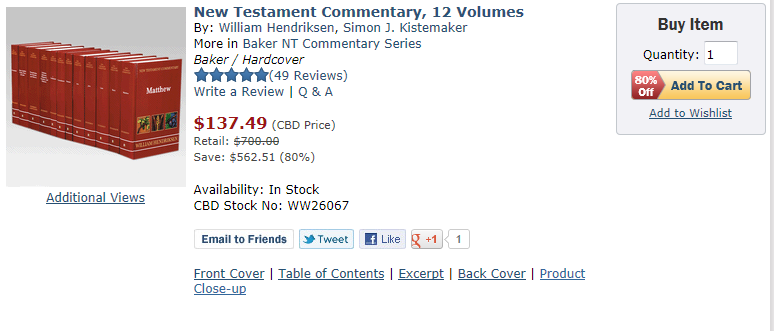 New Testament Commentary, 12 Volumes
By: William Hendriksen, Simon J. Kistemaker
More in Baker NT Commentary Series
Baker / Hardcover
(49 Reviews)
Write a Review | Q & A
$137.49 (CBD Price)
Retail: $700.00
Save: $562.51 (80%)
Availability: In Stock
CBD Stock No: WW26067
Email to Friends
Tweet
Like
g +1
1
Front Cover | Table of Contents | Excerpt | Back Cover | Product
Close-up
Matthew
WILLIAM HENDRIKSEN
Additional Views
Buy Item
Quantity: 1
80%
Off
Add To Cart
Add to Wishlist